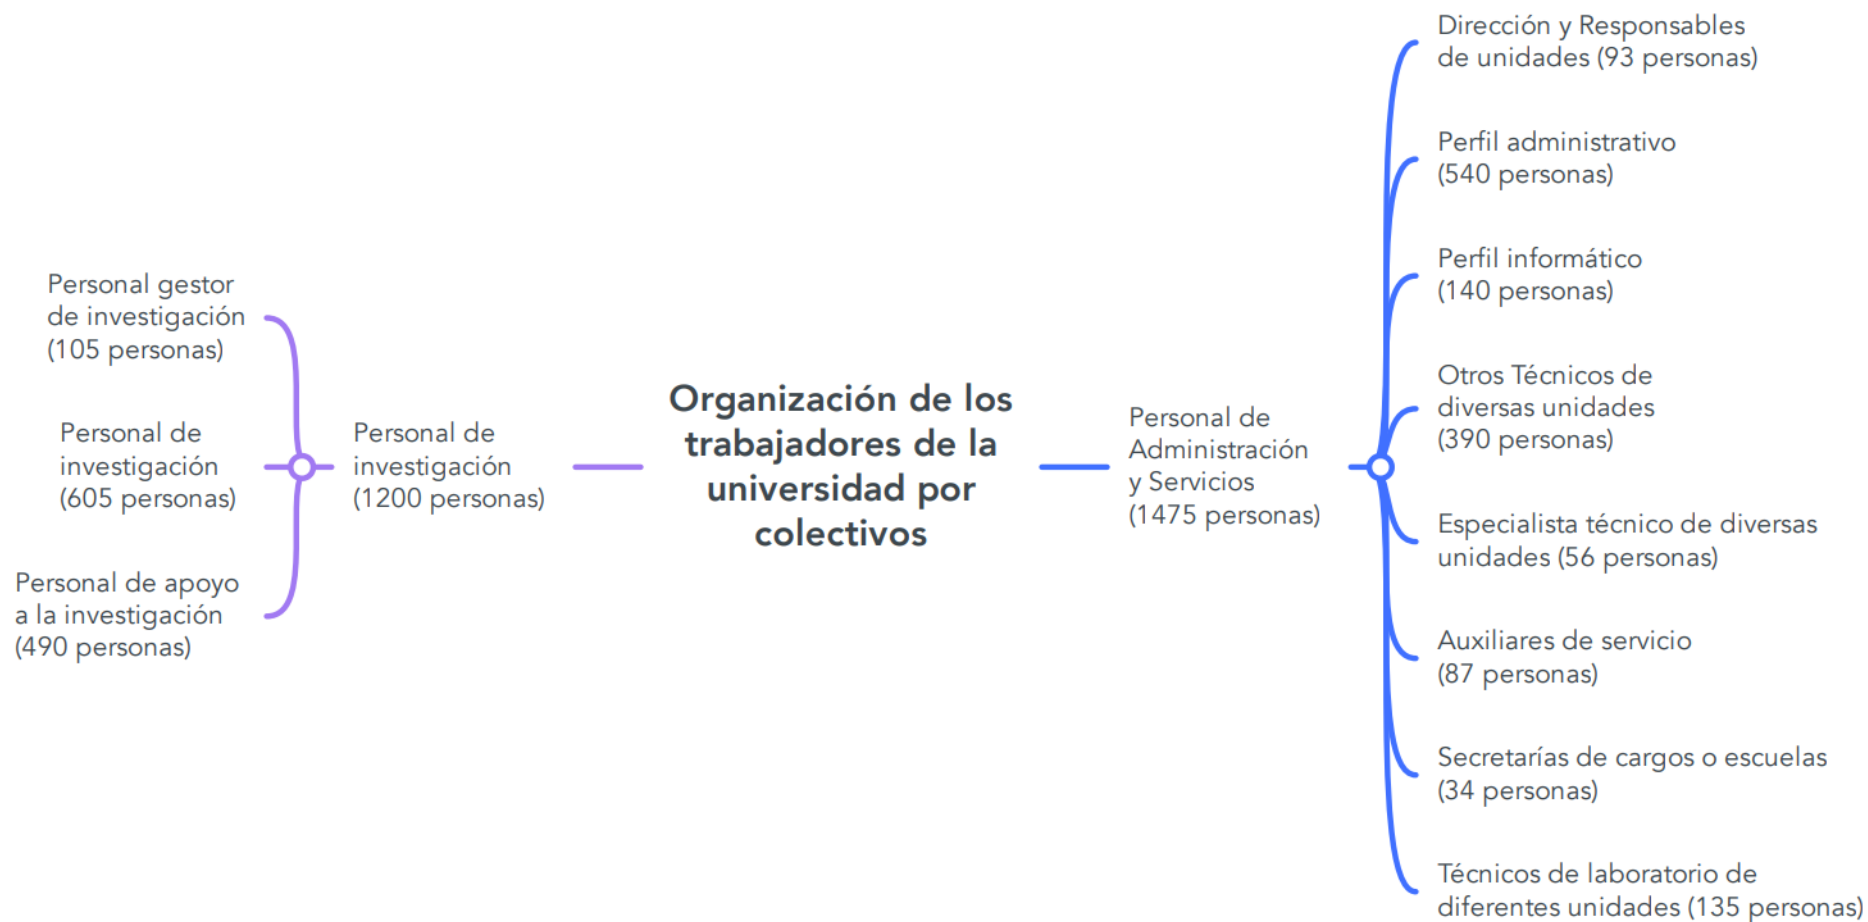 Personal gestor
de investigación
(105 personas)
Personal de
investigación
(605 personas)
Personal de apoyo
a la investigación
(490 personas)
Personal de
investigación
(1200 personas)
Organización de los
trabajadores de la
universidad por
colectivos
Personal de
Administración
y Servicios
(1475 personas)
Dirección y Responsables
de unidades (93 personas)
Perfil administrativo
(540 personas)
Perfil informático
(140 personas)
Otros Técnicos de
diversas unidades
(390 personas)
Especialista técnico de diversas
unidades (56 personas)
Auxiliares de servicio
(87 personas)
Secretarías de cargos o escuelas
(34 personas)
Técnicos de laboratorio de
diferentes unidades (135 personas)